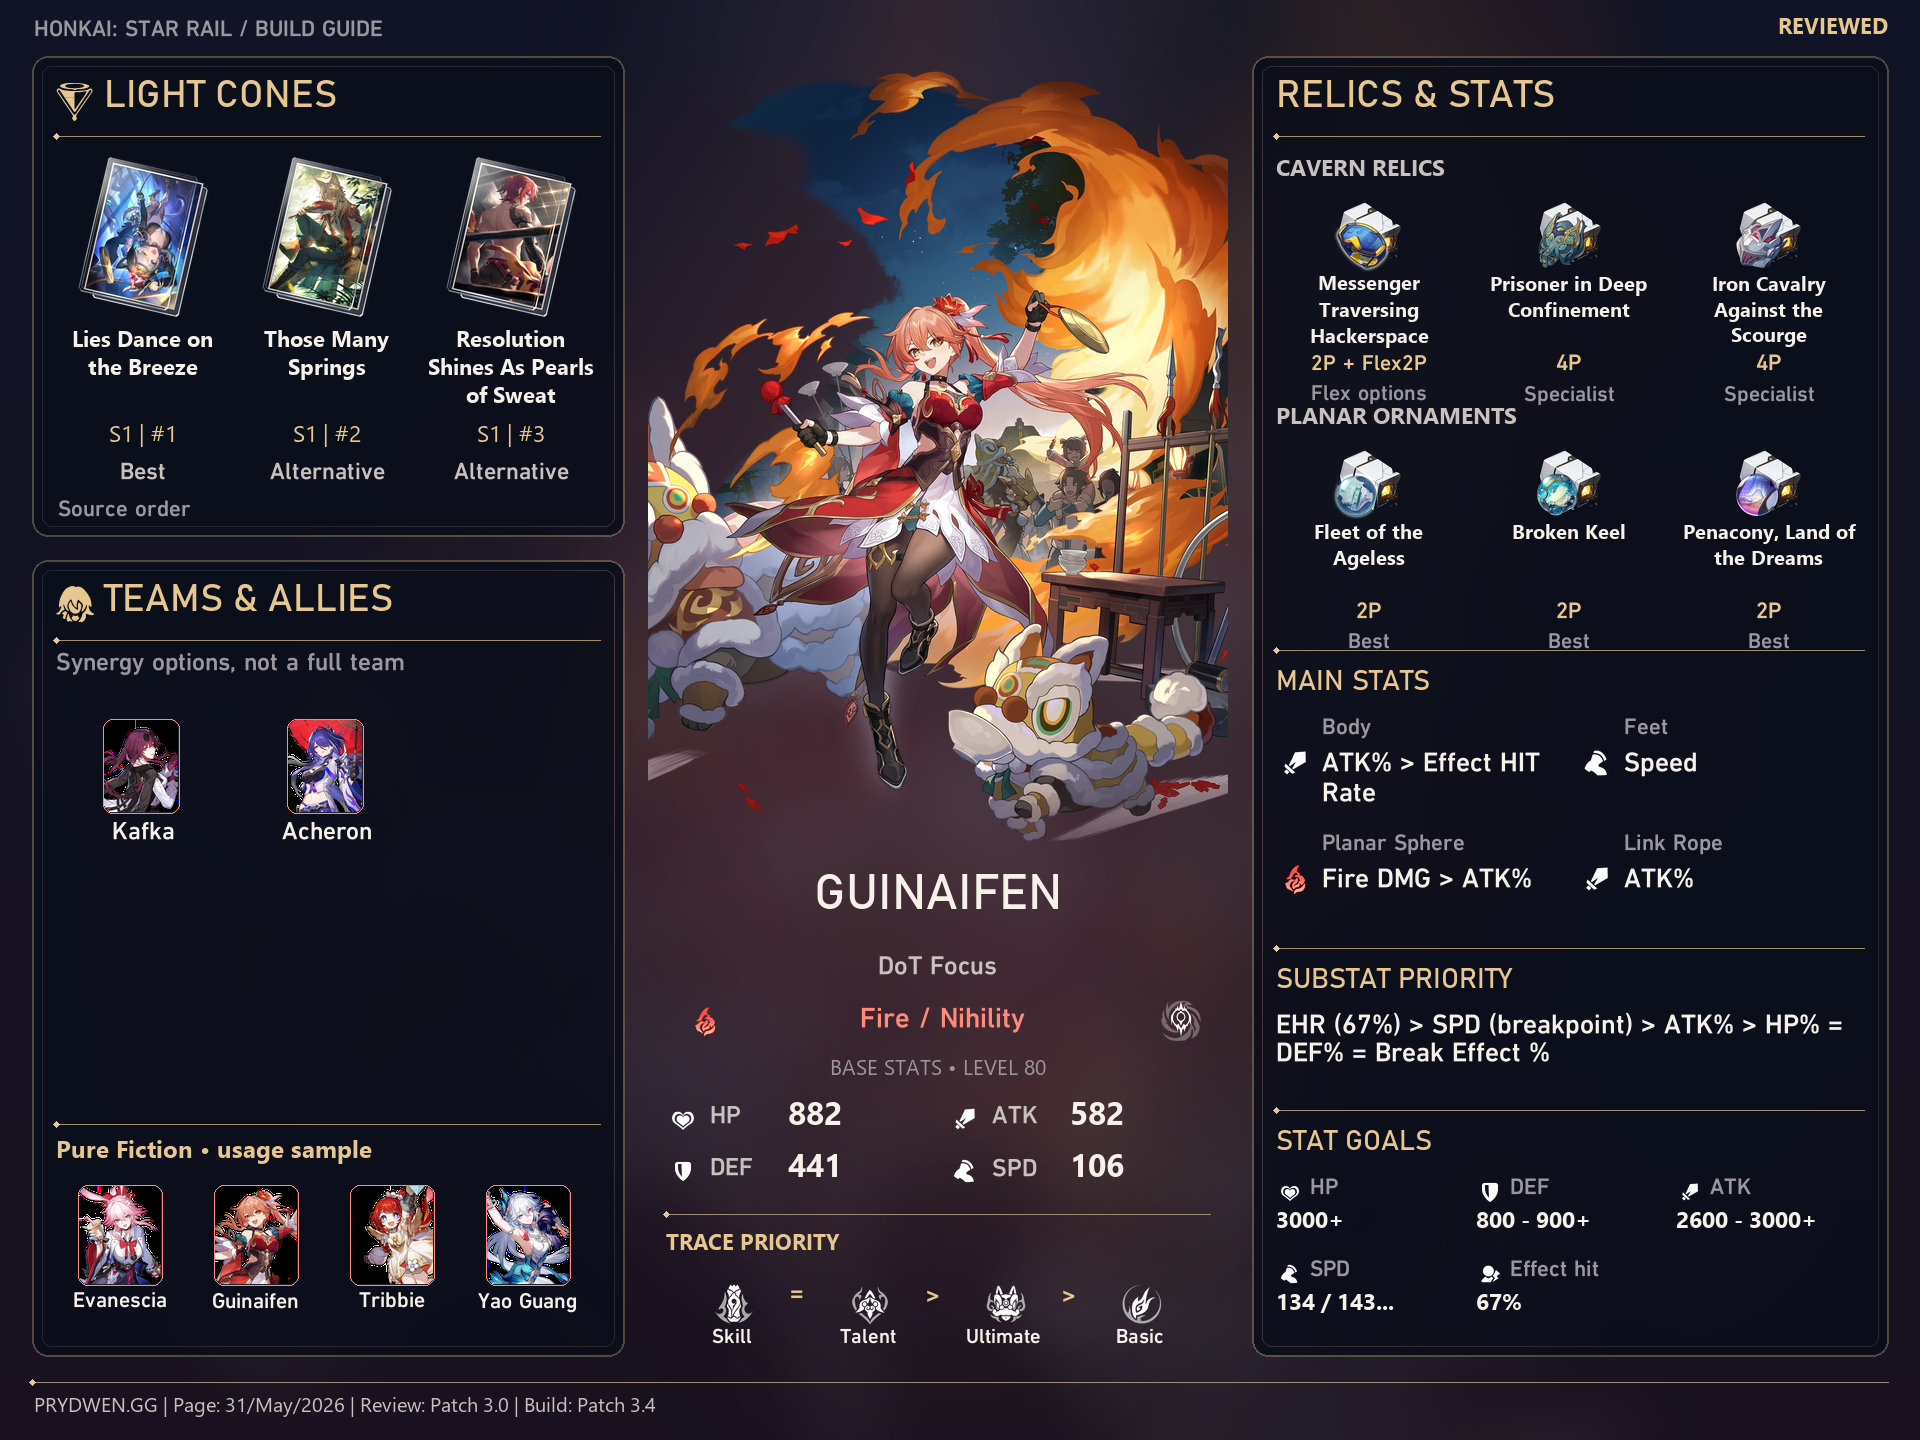 HONKAI: STAR RAIL / BUILD GUIDE
REVIEWED
LIGHT CONES
Lies Dance on
the Breeze
S1 | #1
Best
Those Many
Springs
S1 | #2
Alternative
Resolution
Shines As Pearls
of Sweat
S1 | #3
Alternative
Source order
TEAMS & ALLIES
Synergy options, not a full team
Kafka
Acheron
Pure Fiction • usage sample
Evanescia
Guinaifen
Tribbie
Yao Guang
GUINAIFEN
DoT Focus
Fire / Nihility
BASE STATS • LEVEL 80
HP 882
ATK 582
DEF 441
SPD 106
TRACE PRIORITY
Skill = Talent > Ultimate > Basic
RELICS & STATS
CAVERN RELICS
Messenger
Traversing
Hackerspace
2P + Flex2P
Flex options
Prisoner in Deep
Confinement
4P
Specialist
Iron Cavalry
Against the
Scourge
4P
Specialist
PLANAR ORNAMENTS
Fleet of the
Ageless
2P
Best
Broken Keel
2P
Best
Penacony, Land of
the Dreams
2P
Best
MAIN STATS
Body
ATK% > Effect HIT
Rate
Feet
Speed
Planar Sphere
Fire DMG > ATK%
Link Rope
ATK%
SUBSTAT PRIORITY
EHR (67%) > SPD (breakpoint) > ATK% > HP% =
DEF% = Break Effect %
STAT GOALS
HP
3000+
DEF
800 - 900+
ATK
2600 - 3000+
SPD
134 / 143...
Effect hit
67%
PRYDWEN.GG | Page: 31/May/2026 | Review: Patch 3.0 | Build: Patch 3.4